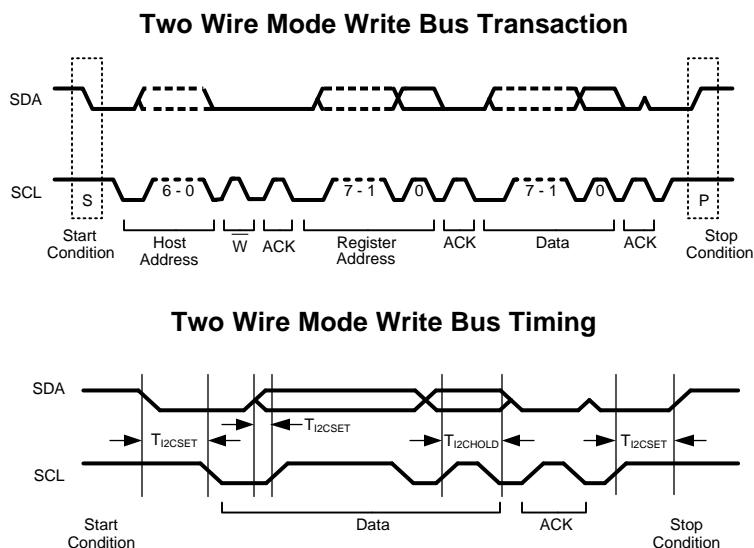 Two Wire Mode Write Bus Transaction
SDA
SCL
S
6 - 0
7 - 1
0
7 - 1
0
P
Start
Condition
Host
Address
W
ACK
Register
Address
ACK
Data
ACK
Stop
Condition
Two Wire Mode Write Bus Timing
SDA
TI2CSET
TI2CSET
TI2CHOLD
TI2CSET
SCL
Start
Condition
Data
ACK
Stop
Condition